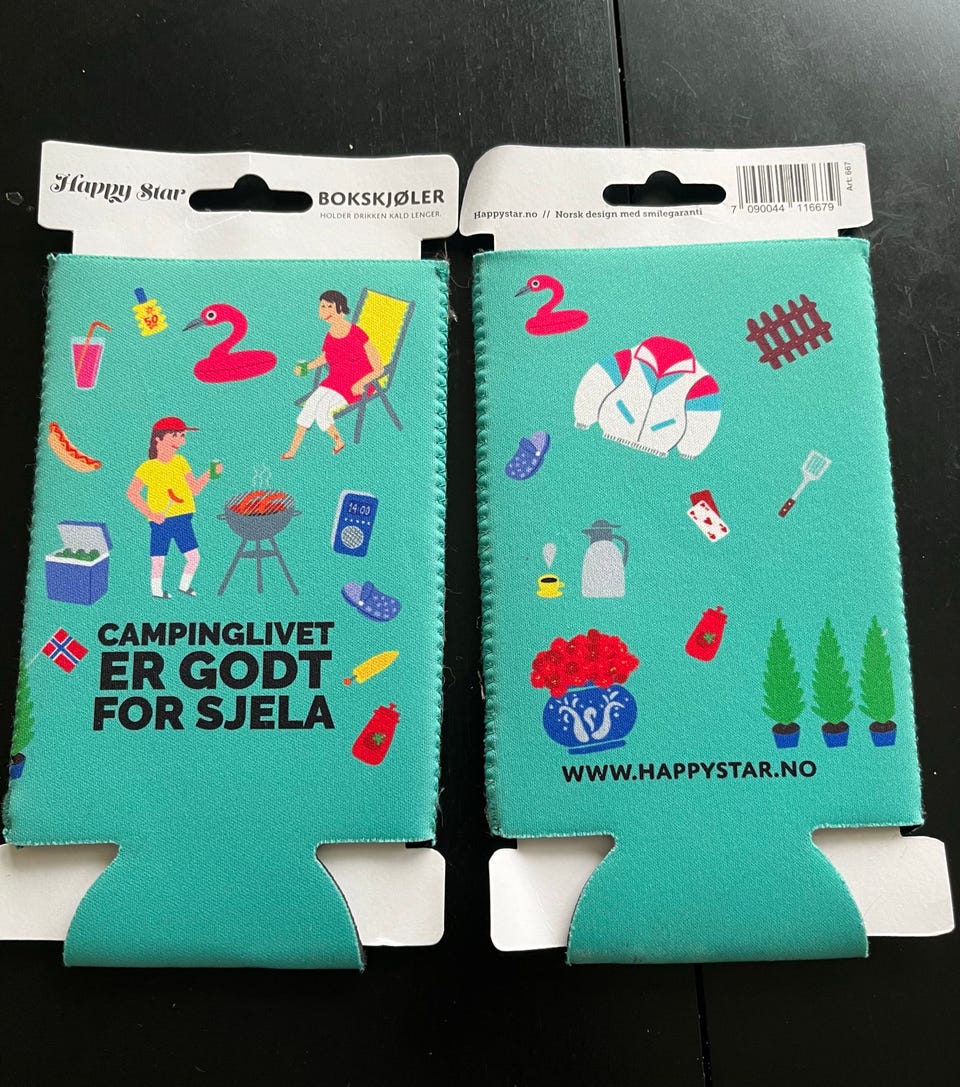 Happy Star
BOKSKJØLER
HOLDER DRIKKEN KALD LENGER.
50
14:00
CAMPINGLIVET
ER GODT
FOR SJELA
Happystar.no // Norsk design med smilegaranti
7 090044 116679
Art: 667
WWW.HAPPYSTAR.NO